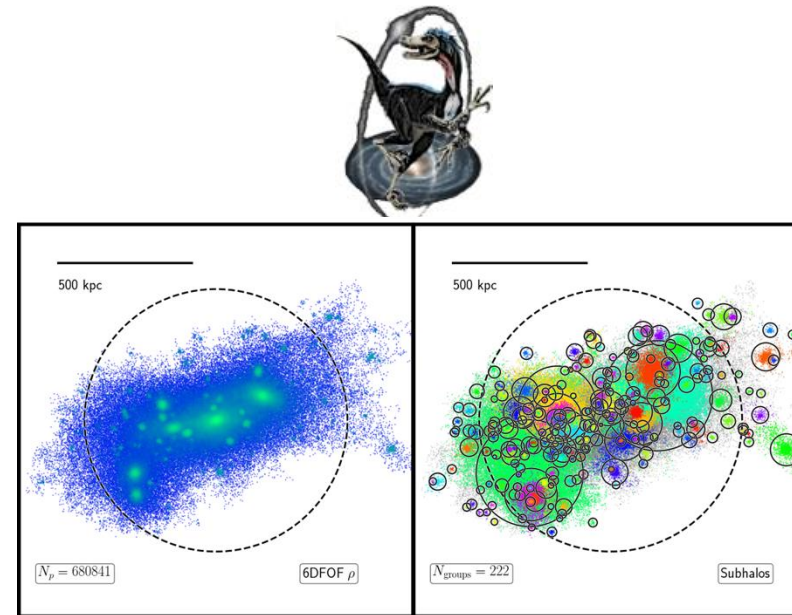 500 kpc
500 kpc
N_p = 680841
6DFOF ρ
N_groups = 222
Subhalos